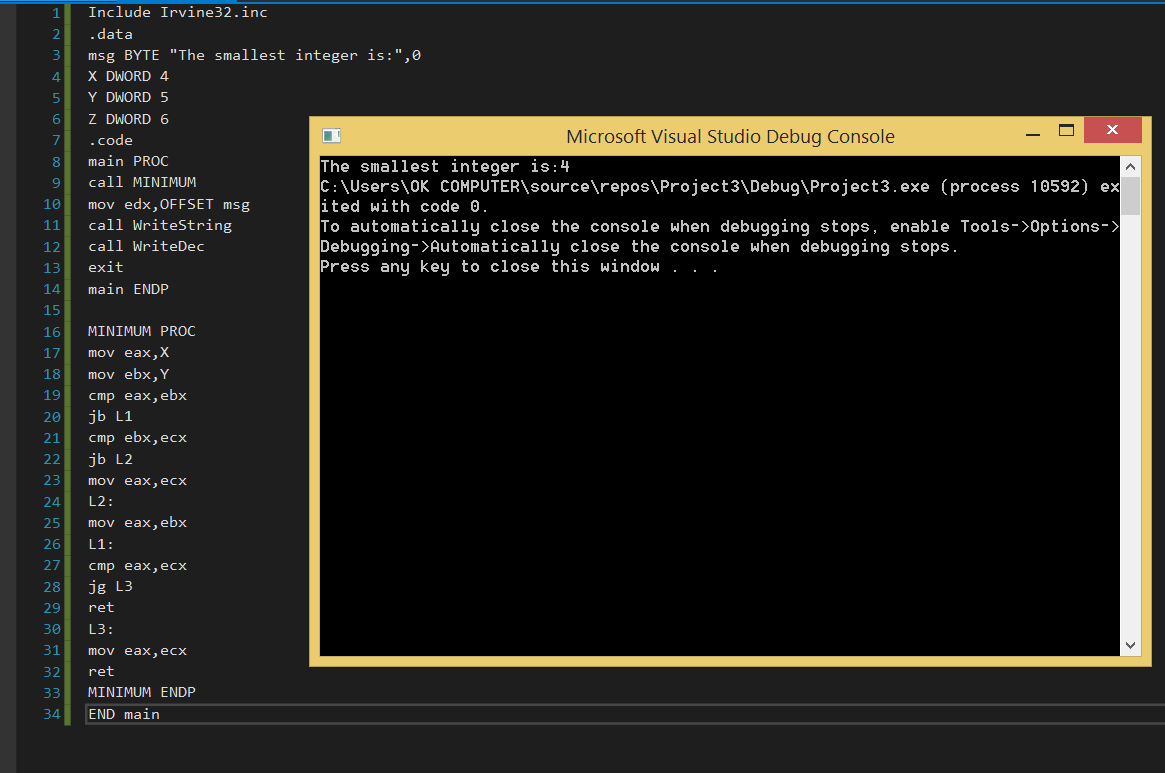 1 Include Irvine32.inc
2 .data
3 msg BYTE "The smallest integer is:",0
4 X DWORD 4
5 Y DWORD 5
6 Z DWORD 6
7 .code
8 main PROC
9 call MINIMUM
10 mov edx,OFFSET msg
11 call WriteString
12 call WriteDec
13 exit
14 main ENDP
15
16 MINIMUM PROC
17 mov eax,X
18 mov ebx,Y
19 cmp eax,ebx
20 jb L1
21 cmp ebx,ecx
22 jb L2
23 mov eax,ecx
24 L2:
25 mov eax,ebx
26 L1:
27 cmp eax,ecx
28 jg L3
29 ret
30 L3:
31 mov eax,ecx
32 ret
33 MINIMUM ENDP
34 END main
Microsoft Visual Studio Debug Console
The smallest integer is:4
C:\Users\OK COMPUTER\source\repos\Project3\Debug\Project3.exe (process 10592) ex
ited with code 0.
To automatically close the console when debugging stops, enable Tools->Options->
Debugging->Automatically close the console when debugging stops.
Press any key to close this window . . .